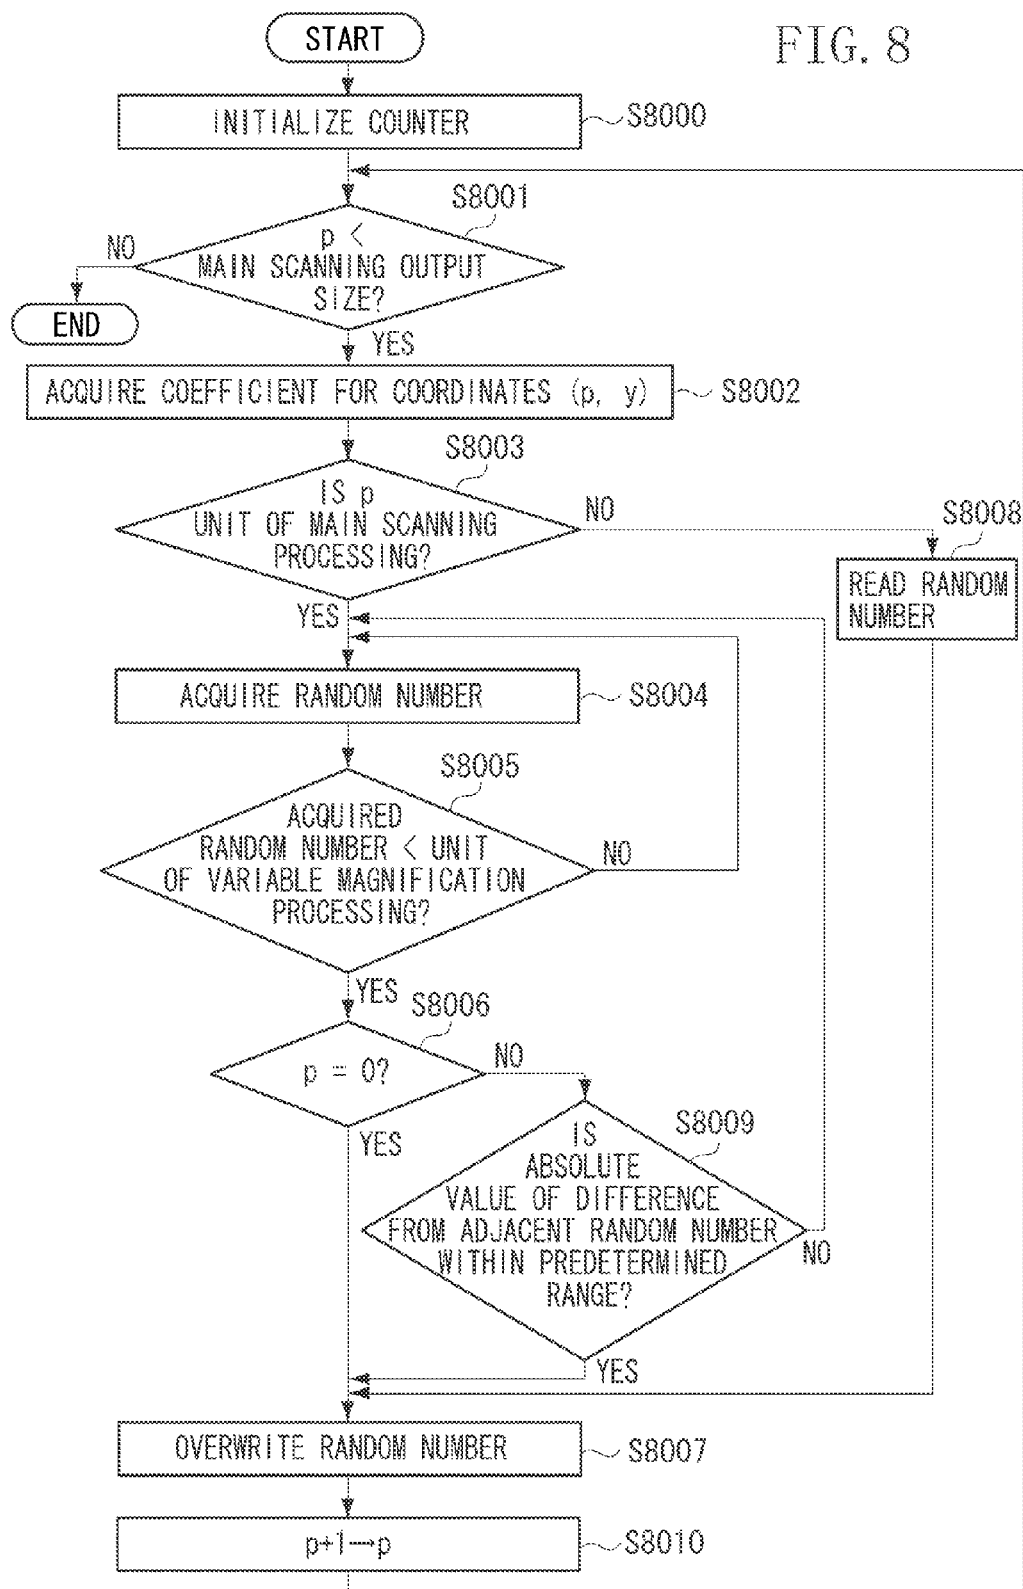 FIG. 8
START
INITIALIZE COUNTER
S8000
S8001
p <
MAIN SCANNING OUTPUT
SIZE?
NO
END
YES
ACQUIRE COEFFICIENT FOR COORDINATES (p, y)
S8002
S8003
IS p
UNIT OF MAIN SCANNING
PROCESSING?
NO
S8008
READ RANDOM
NUMBER
YES
ACQUIRE RANDOM NUMBER
S8004
S8005
ACQUIRED
RANDOM NUMBER < UNIT
OF VARIABLE MAGNIFICATION
PROCESSING?
NO
YES
S8006
p = 0?
NO
YES
S8009
IS
ABSOLUTE
VALUE OF DIFFERENCE
FROM ADJACENT RANDOM NUMBER
WITHIN PREDETERMINED
RANGE?
NO
YES
OVERWRITE RANDOM NUMBER
S8007
p+1→p
S8010